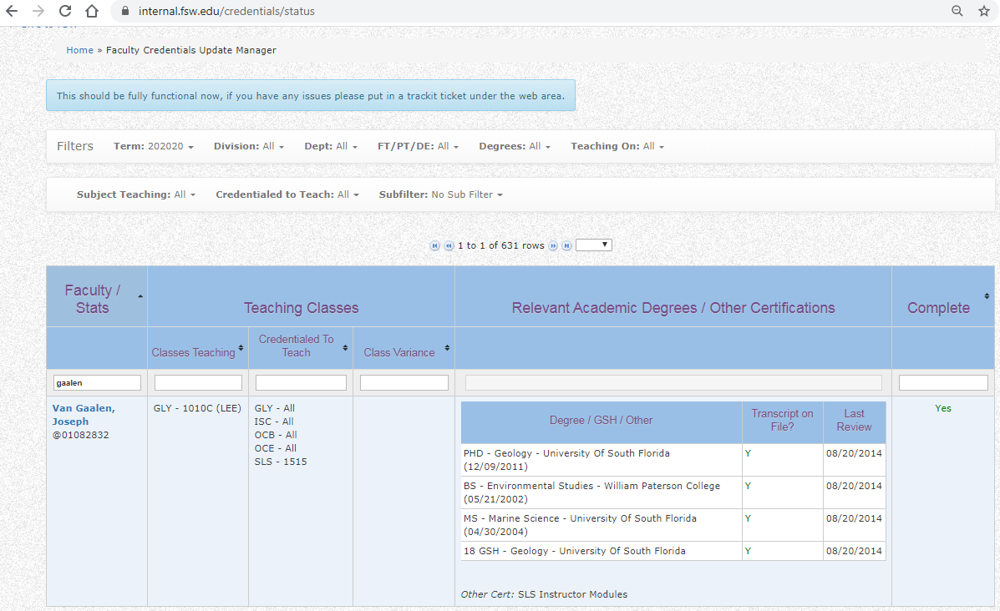 internal.fsw.edu/credentials/status
Home » Faculty Credentials Update Manager
This should be fully functional now, if you have any issues please put in a trackit ticket under the web area.
Filters Term: 202020 Division: All Dept: All FT/PT/DE: All Degrees: All Teaching On: All
Subject Teaching: All Credentialed to Teach: All Subfilter: No Sub Filter
1 to 1 of 631 rows
Faculty /
Stats
Teaching Classes
Relevant Academic Degrees / Other Certifications
Complete
Classes Teaching
Credentialed To
Teach
Class Variance
gaalen
Van Gaalen,
Joseph
@01082832
GLY - 1010C (LEE)
GLY - All
ISC - All
OCB - All
OCE - All
SLS - 1515
Degree / GSH / Other
Transcript on
File?
Last
Review
PHD - Geology - University Of South Florida
(12/09/2011)
Y
08/20/2014
BS - Environmental Studies - William Paterson College
(05/21/2002)
Y
08/20/2014
MS - Marine Science - University Of South Florida
(04/30/2004)
Y
08/20/2014
18 GSH - Geology - University Of South Florida
Y
08/20/2014
Other Cert: SLS Instructor Modules
Yes